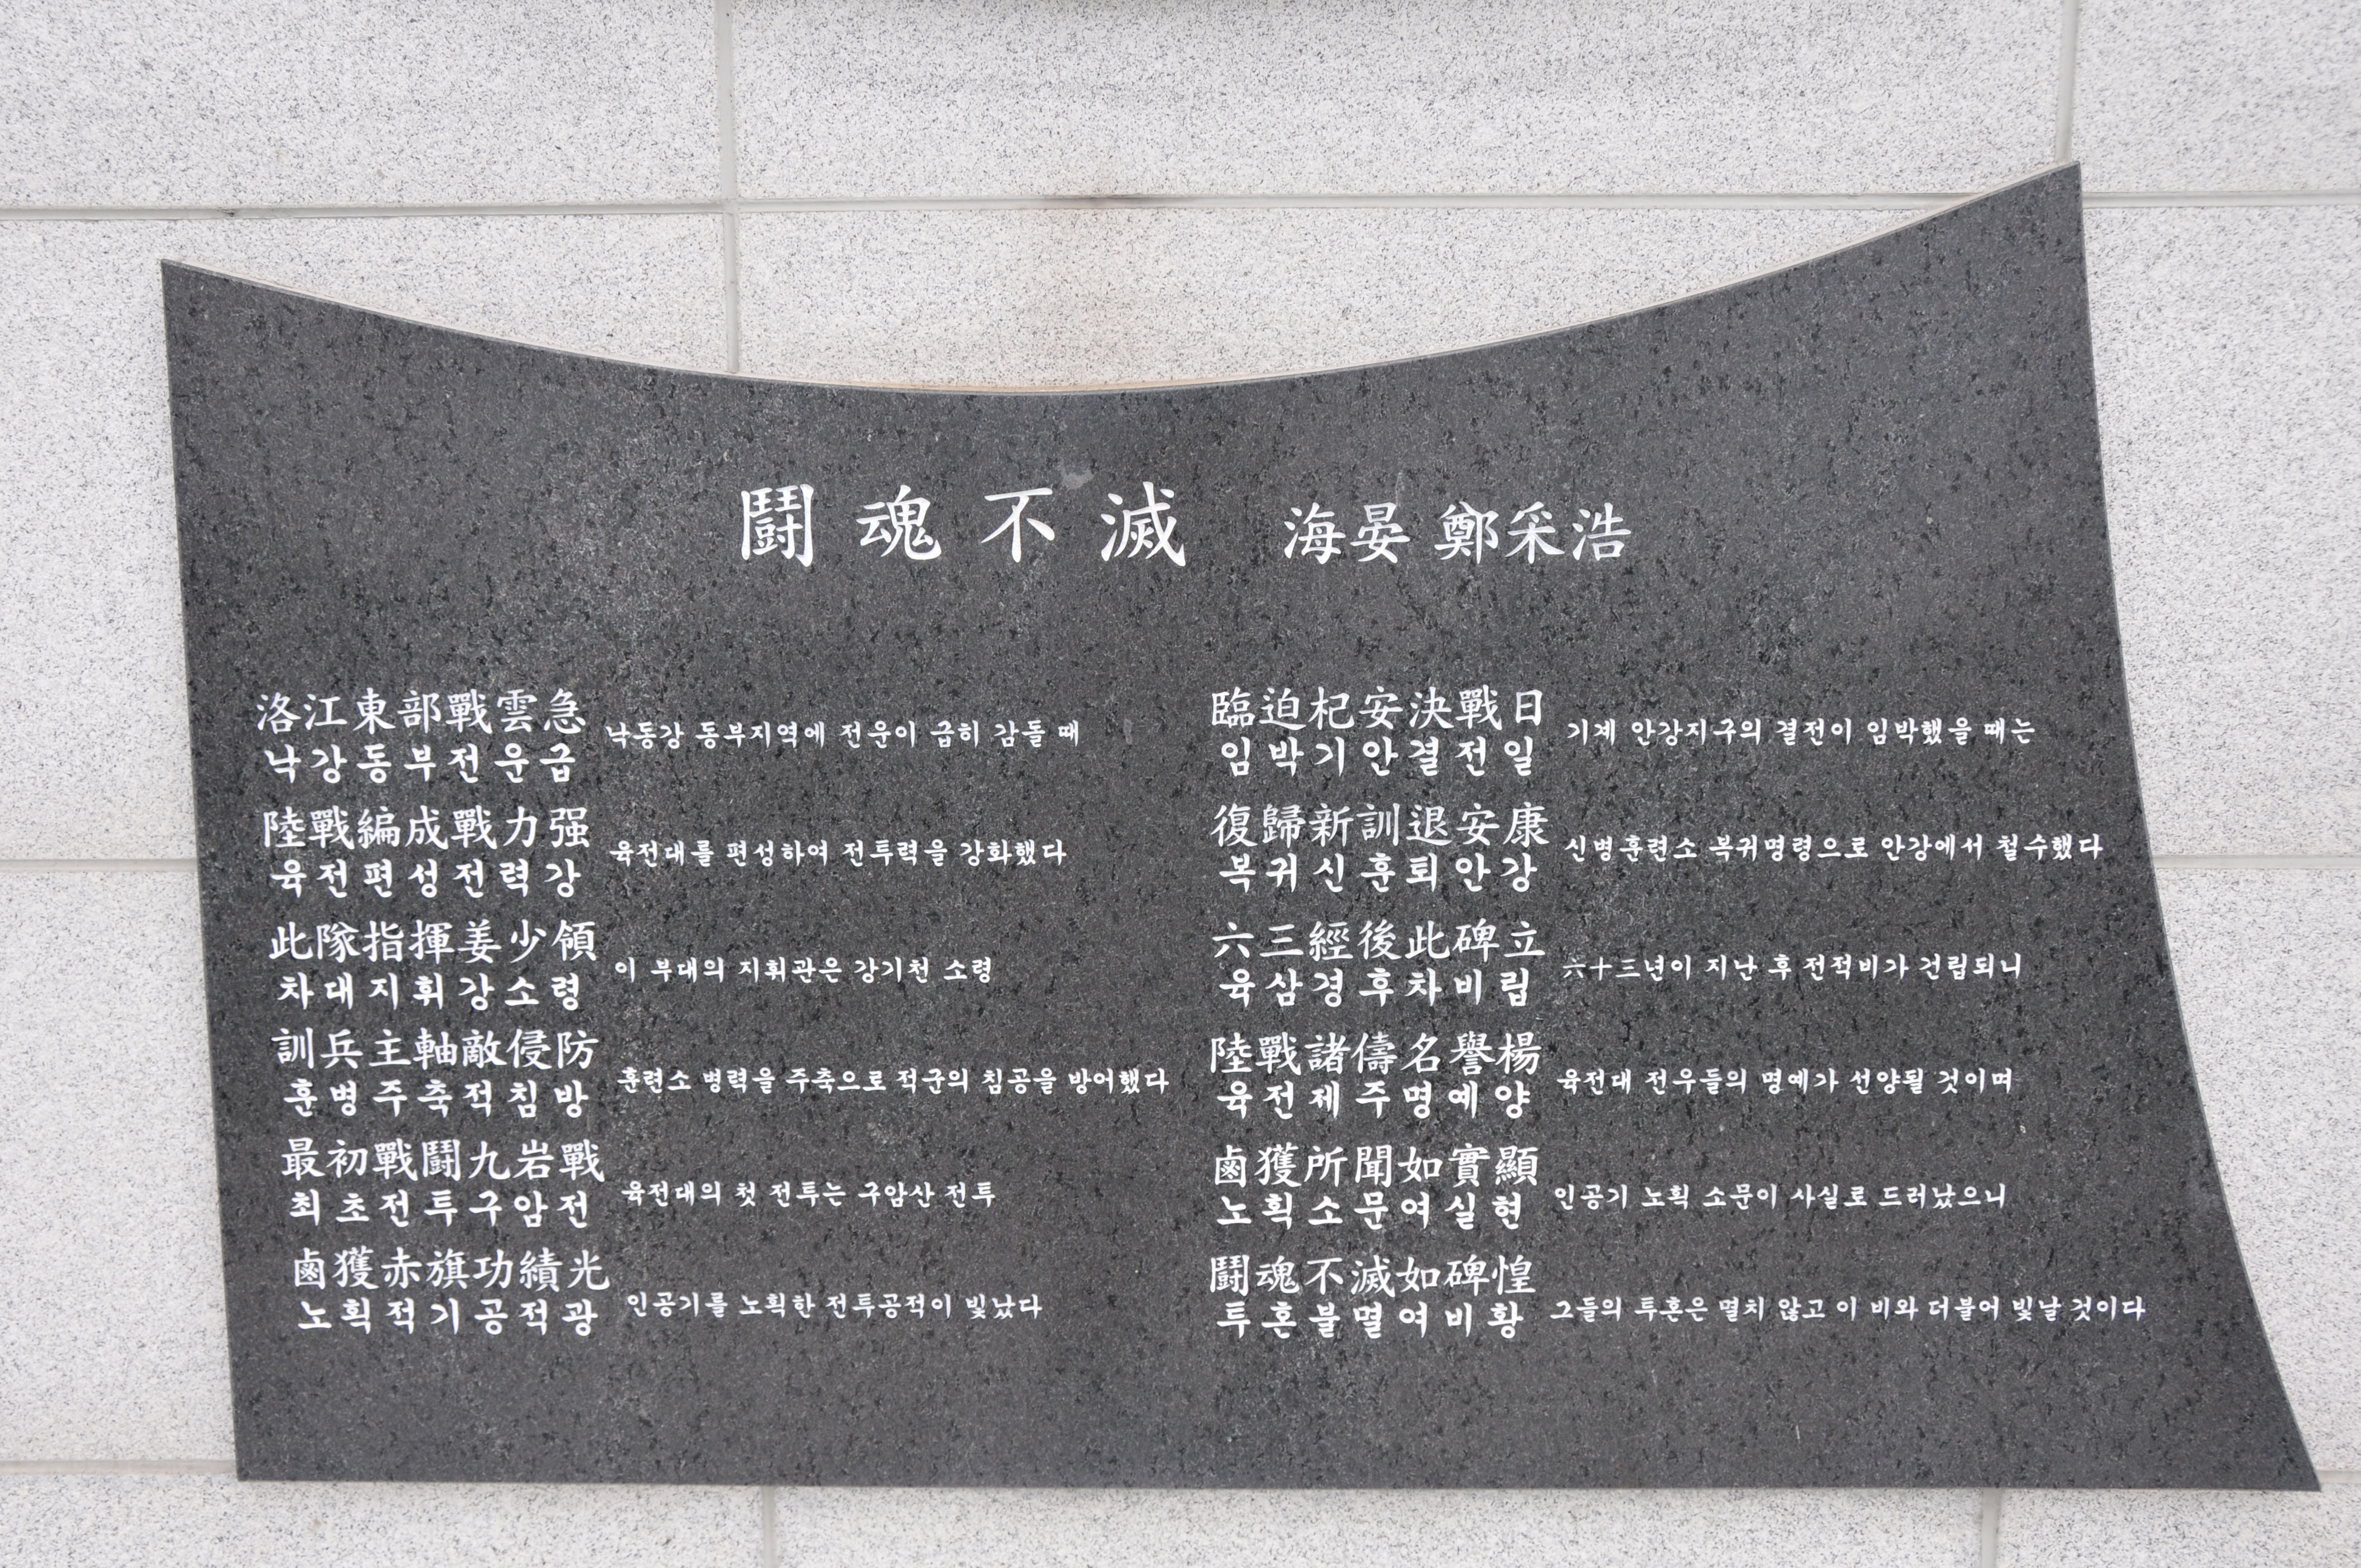 鬪魂不滅 海晏 鄭采浩
洛江東部戰雲急
낙강동부전운급
낙동강 동부지역에 전운이 급히 감돌 때
陸戰編成戰力强
육전편성전력강
육전대를 편성하여 전투력을 강화했다
此隊指揮姜少領
차대지휘강소령
이 부대의 지휘관은 강기천 소령
訓兵主軸敵侵防
훈병주축적침방
훈련소 병력을 주축으로 적군의 침공을 방어했다
最初戰鬪九岩戰
최초전투구암전
육전대의 첫 전투는 구암산 전투
鹵獲赤旗功績光
노획적기공적광
인공기를 노획한 전투공적이 빛났다
臨迫杞安決戰日
임박기안결전일
기계 안강지구의 결전이 임박했을 때는
復歸新訓退安康
복귀신훈퇴안강
신병훈련소 복귀명령으로 안강에서 철수했다
六三經後此碑立
육삼경후차비립
六十三년이 지난 후 전적비가 건립되니
陸戰諸儔名譽楊
육전제주명예양
육전대 전우들의 명예가 선양될 것이며
鹵獲所聞如實顯
노획소문여실현
인공기 노획 소문이 사실로 드러났으니
鬪魂不滅如碑惶
투혼불멸여비황
그들의 투혼은 멸치 않고 이 비와 더불어 빛날 것이다